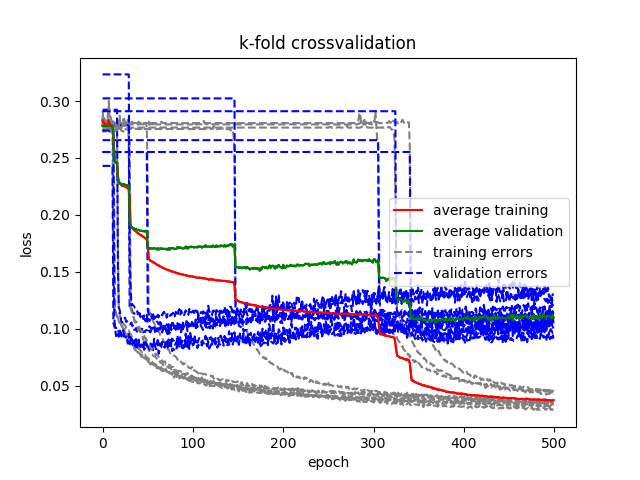 k-fold crossvalidation
loss
0.30
0.25
0.20
0.15
0.10
0.05
average training
average validation
training errors
validation errors
0
100
200
300
400
500
epoch